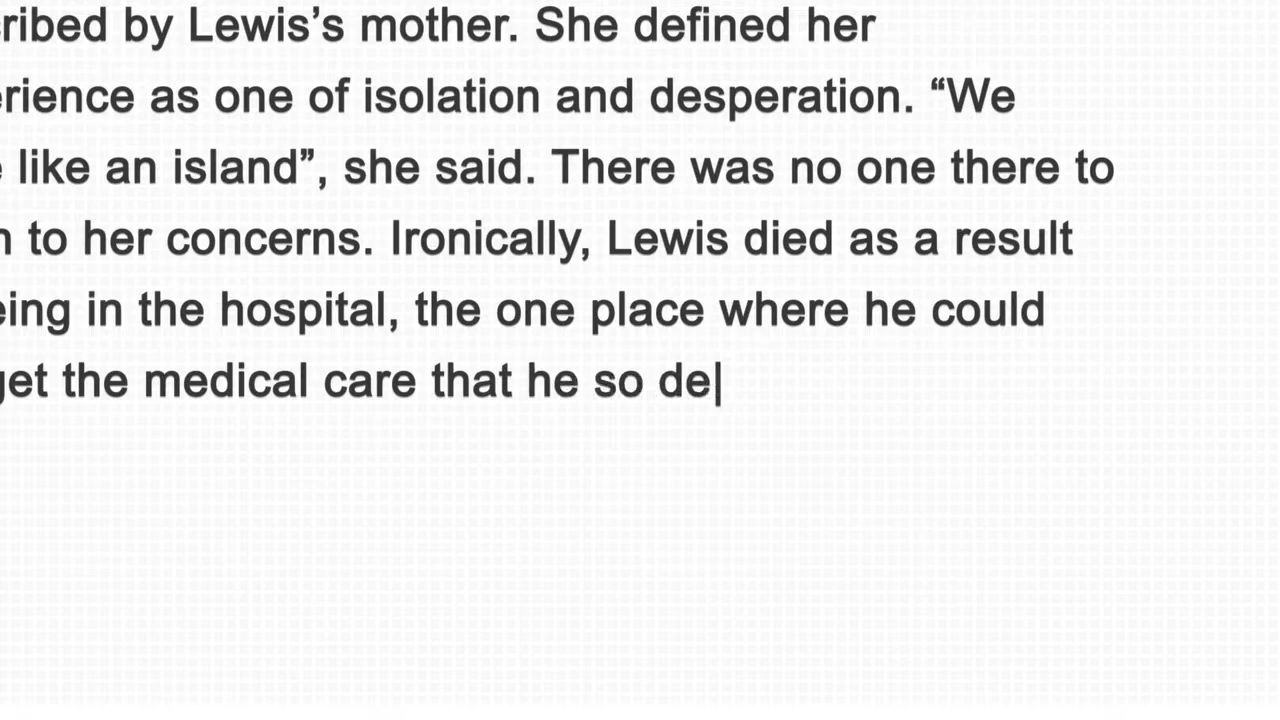 cribed by Lewis’s mother. She defined her
erience as one of isolation and desperation. “We
like an island”, she said. There was no one there to
n to her concerns. Ironically, Lewis died as a result
eing in the hospital, the one place where he could
get the medical care that he so de|